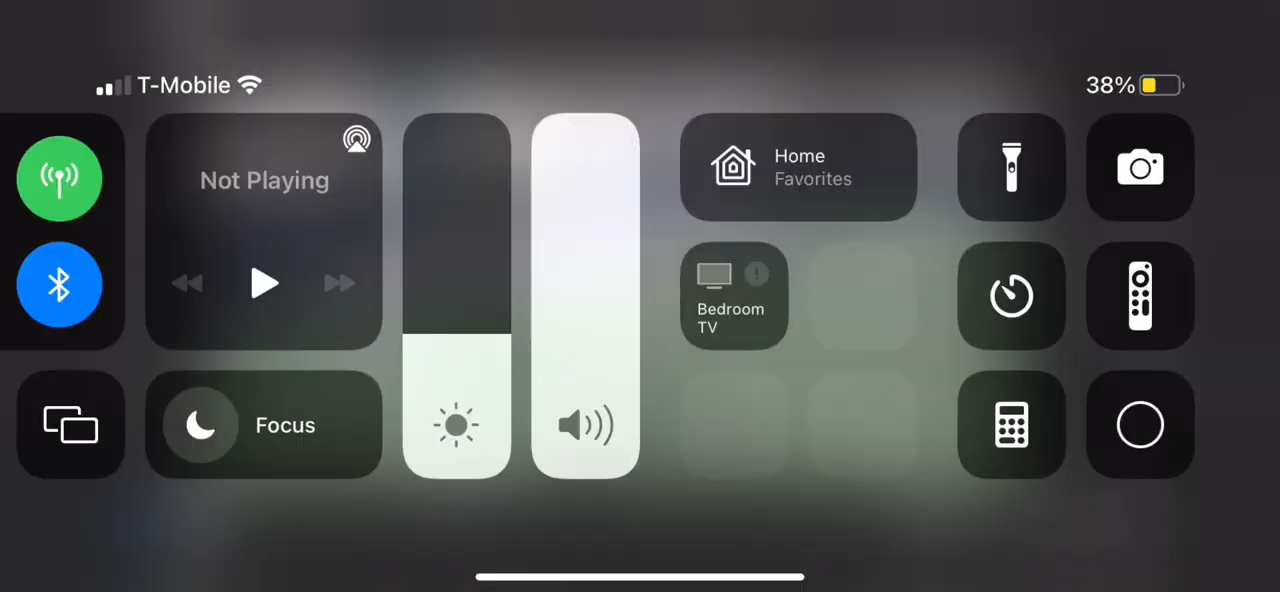 T-Mobile
38%
Not Playing
Home
Favorites
Bedroom
TV
Focus